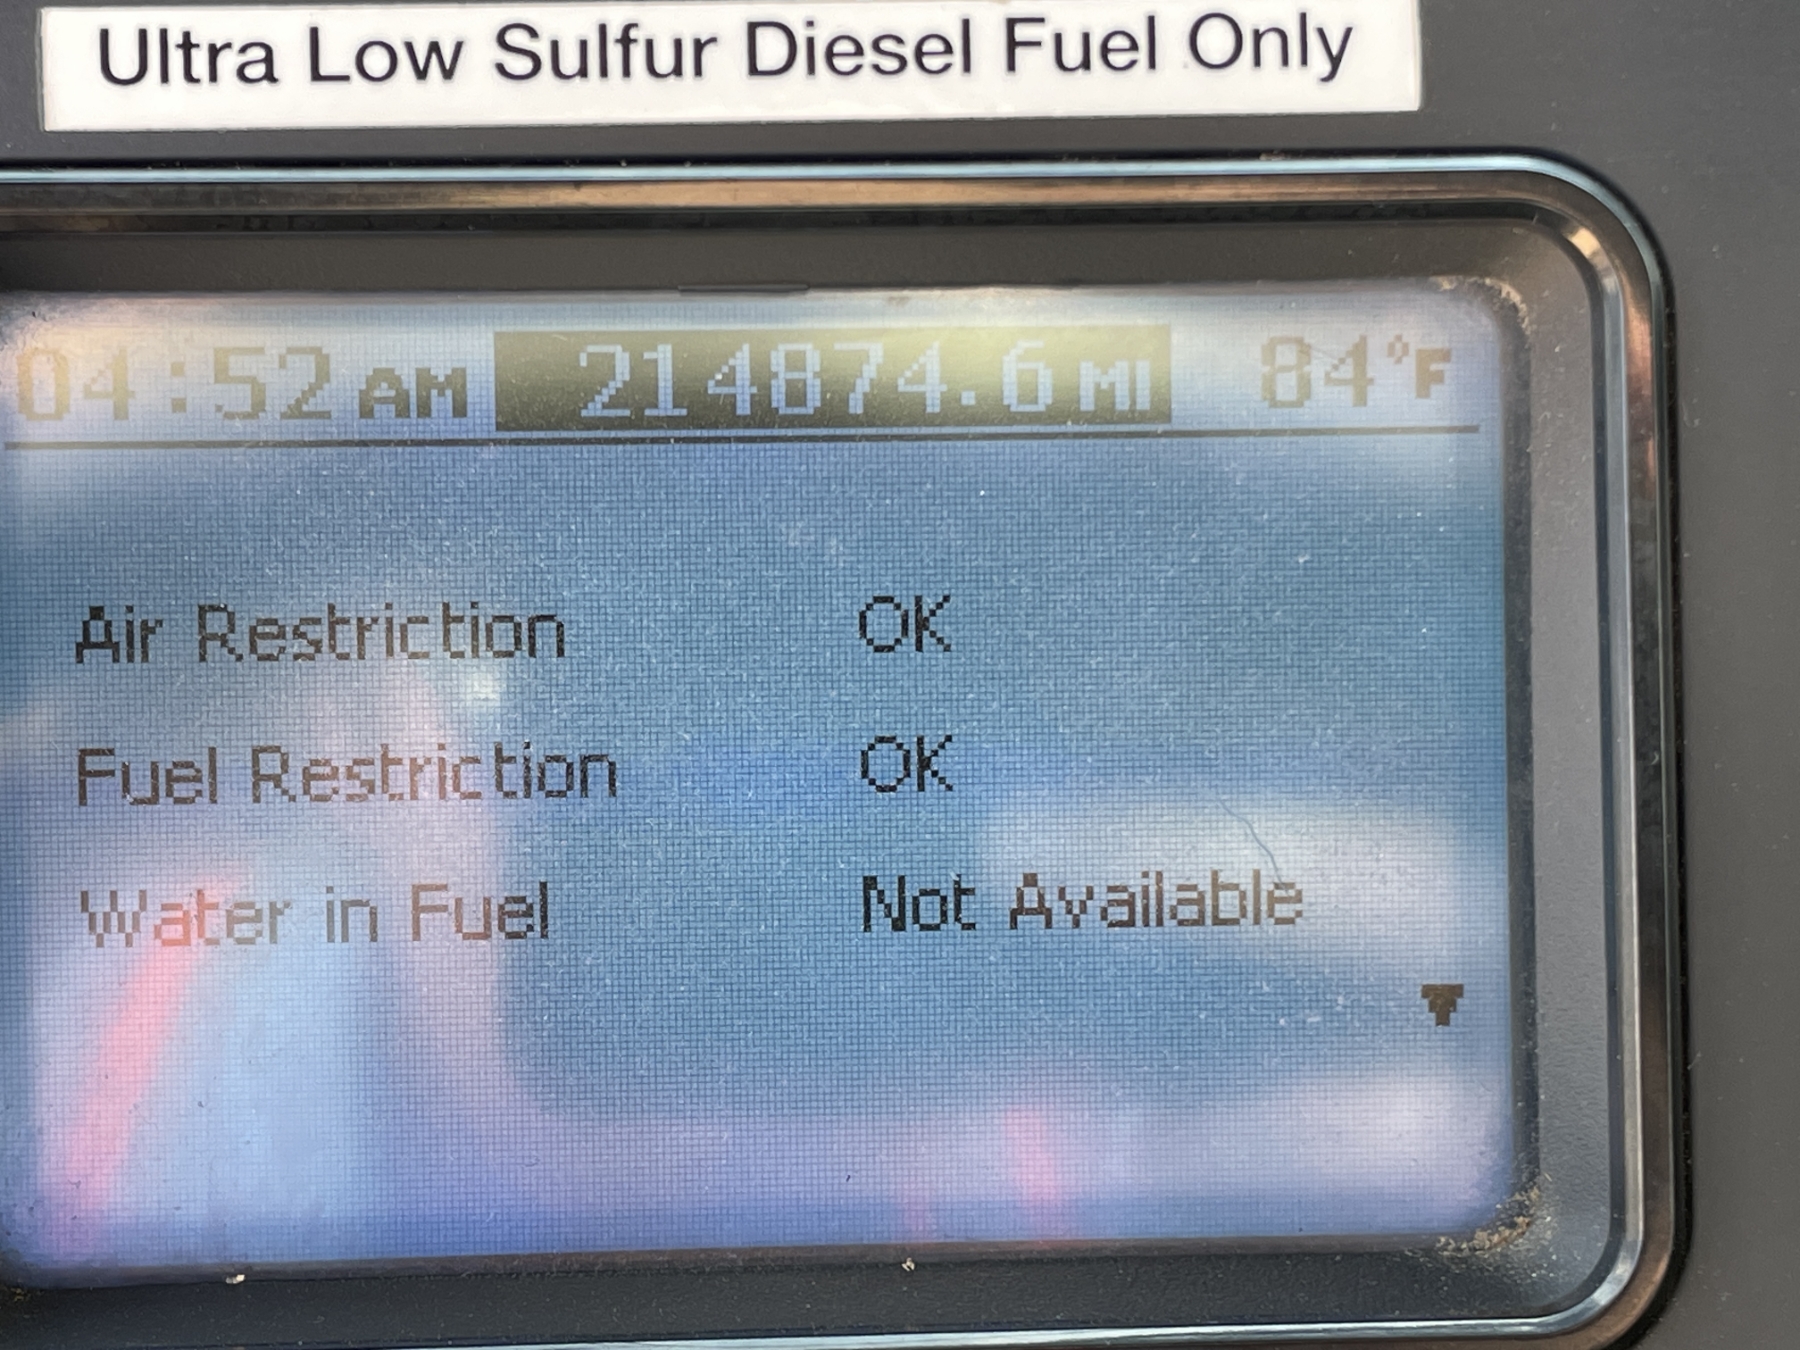 Ultra Low Sulfur Diesel Fuel Only
04:52 AM 214874.6 MI 84°F
Air Restriction OK
Fuel Restriction OK
Water in Fuel Not Available